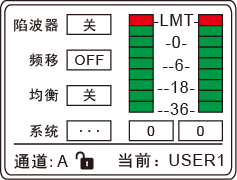 陷波器 关 -LMT-
-0-
频移 OFF --6-
均衡 关 --18-
--36-
系统 ··· 0 0
通道: A 当前: USER1